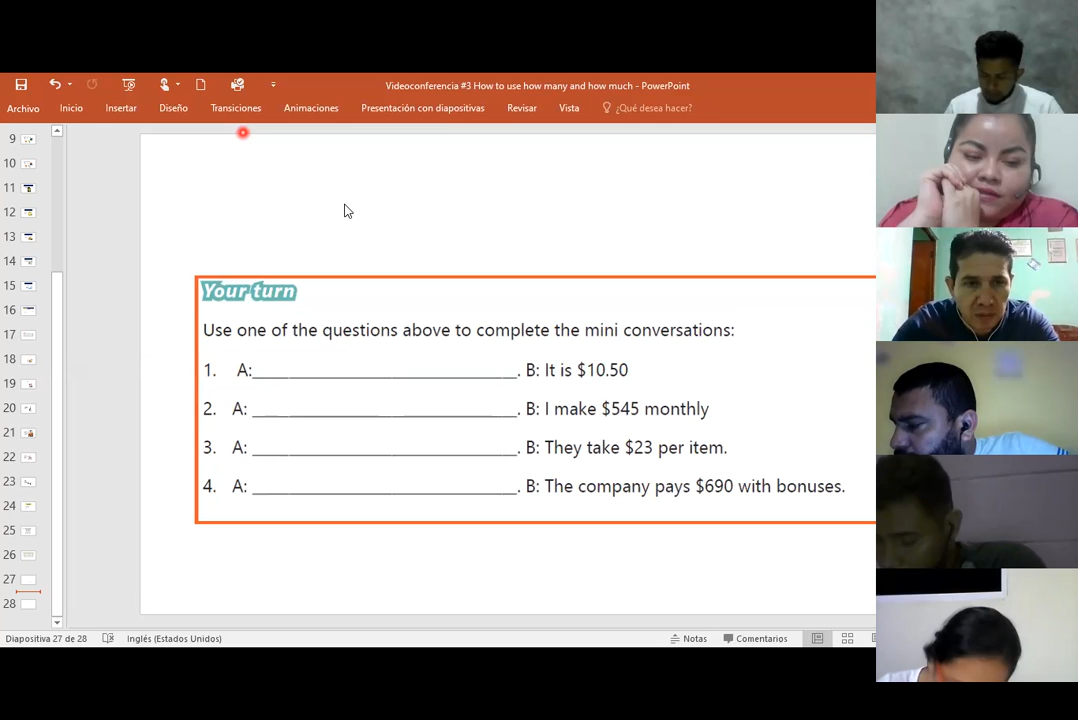 Videoconferencia #3 How to use how many and how much - PowerPoint
Archivo Inicio Insertar Diseño Transiciones Animaciones Presentación con diapositivas Revisar Vista ¿Qué desea hacer?
9
10
11
12
13
14
15
16
17
18
19
20
21
22
23
24
25
26
27
28
Your turn
Use one of the questions above to complete the mini conversations:
1. A:____________________________. B: It is $10.50
2. A: ____________________________. B: I make $545 monthly
3. A: ____________________________. B: They take $23 per item.
4. A: ____________________________. B: The company pays $690 with bonuses.
Diapositiva 27 de 28 Inglés (Estados Unidos) Notas Comentarios